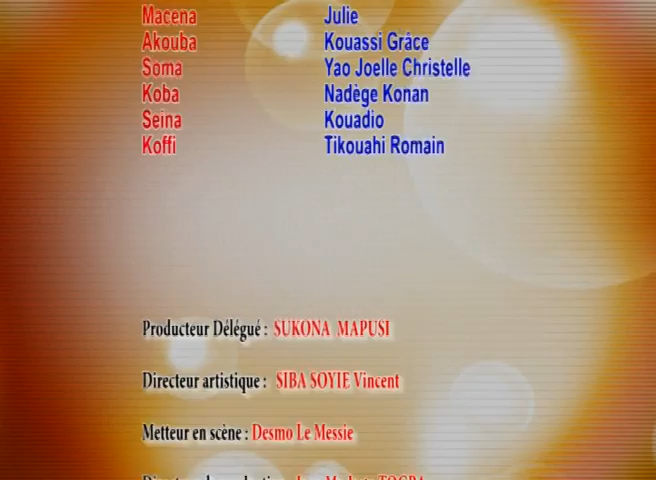 Macena Julie
Akouba Kouassi Grâce
Soma Yao Joelle Christelle
Koba Nadège Konan
Seina Kouadio
Koffi Tikouahi Romain
Producteur Délégué : SUKONA MAPUSI
Directeur artistique : SIBA SOYIE Vincent
Metteur en scène : Desmo Le Messie